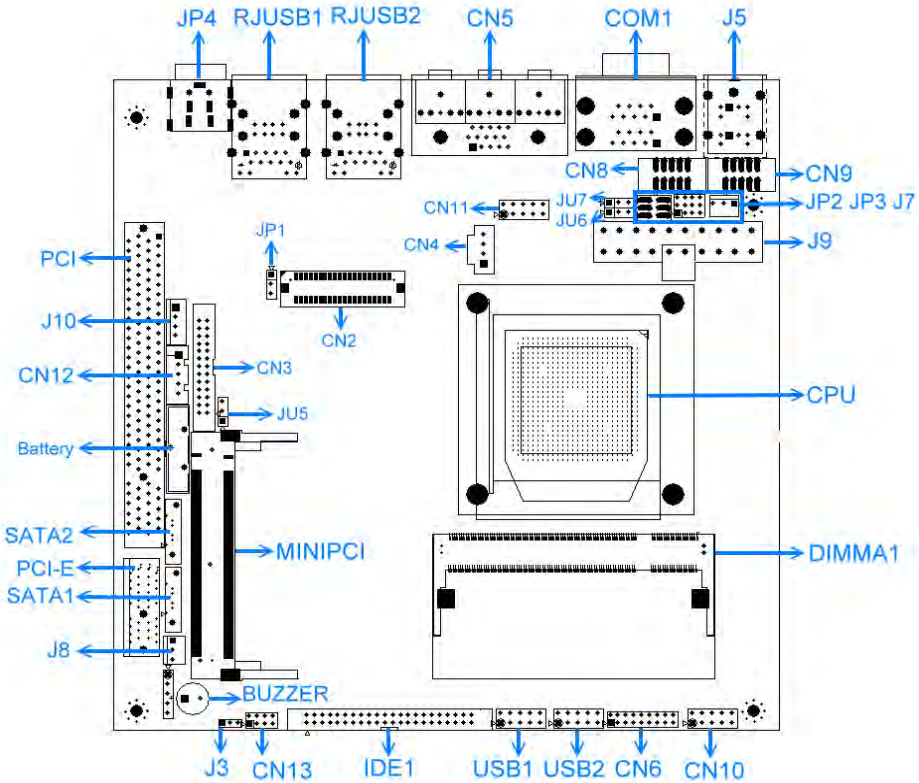 JP4 RJUSB1 RJUSB2 CN5 COM1 J5
CN8 CN9
JU7 JP2 JP3 J7
CN11 JU6
JP1 CN4 J9
PCI
J10 CN2
CN3
CN12 CPU
JU5
Battery
SATA2 MINIPCI DIMMA1
PCI-E
SATA1
J8
BUZZER
J3 CN13 IDE1 USB1 USB2 CN6 CN10